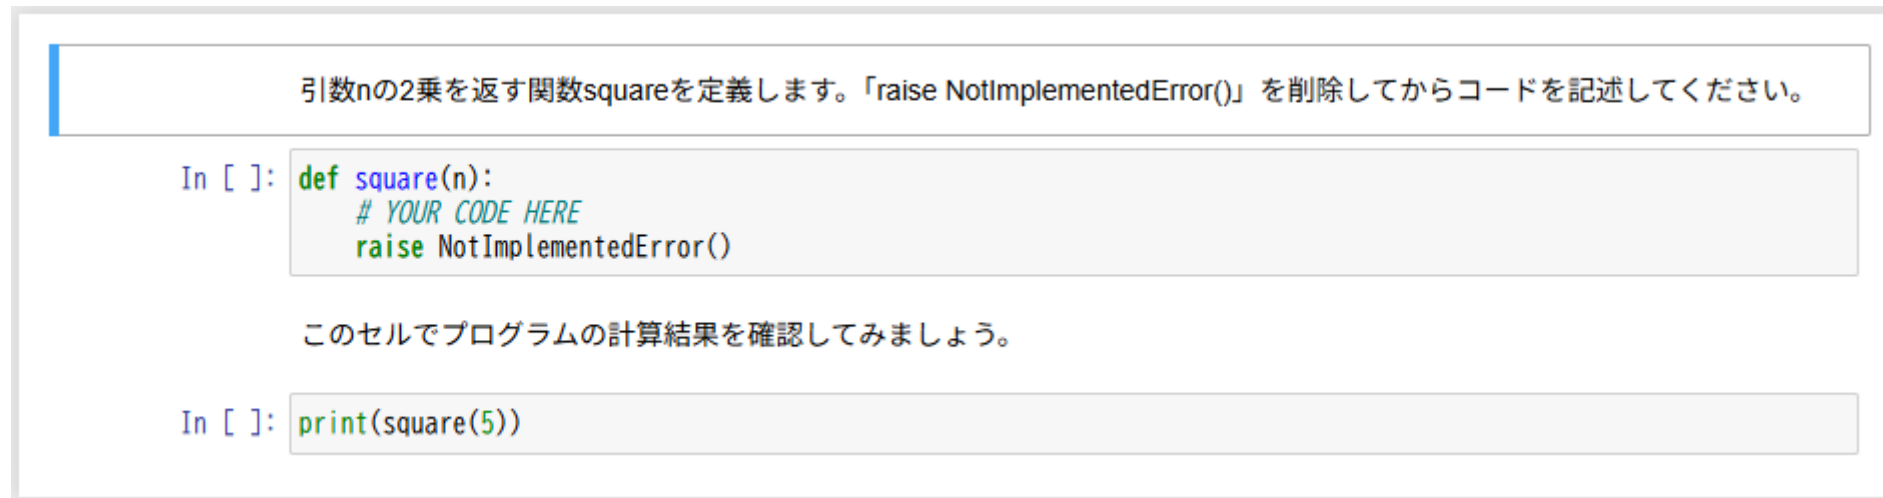 引数nの2乗を返す関数squareを定義します。「raise NotImplementedError()」を削除してからコードを記述してください。
In [ ]: def square(n):
    # YOUR CODE HERE
    raise NotImplementedError()
このセルでプログラムの計算結果を確認してみましょう。
In [ ]: print(square(5))